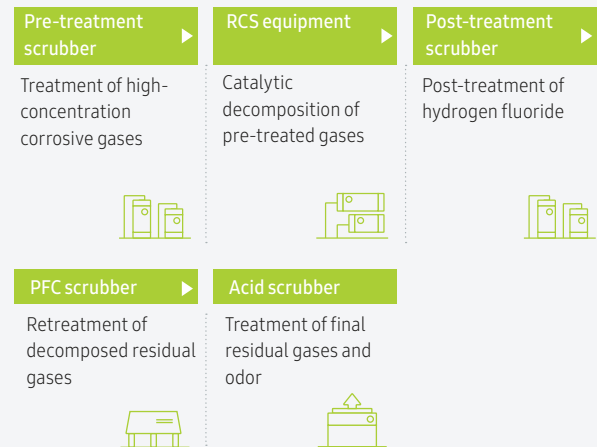 Pre-treatment
scrubber
Treatment of high-
concentration
corrosive gases
RCS equipment
Catalytic
decomposition of
pre-treated gases
Post-treatment
scrubber
Post-treatment of
hydrogen fluoride
PFC scrubber
Retreatment of
decomposed residual
gases
Acid scrubber
Treatment of final
residual gases and
odor